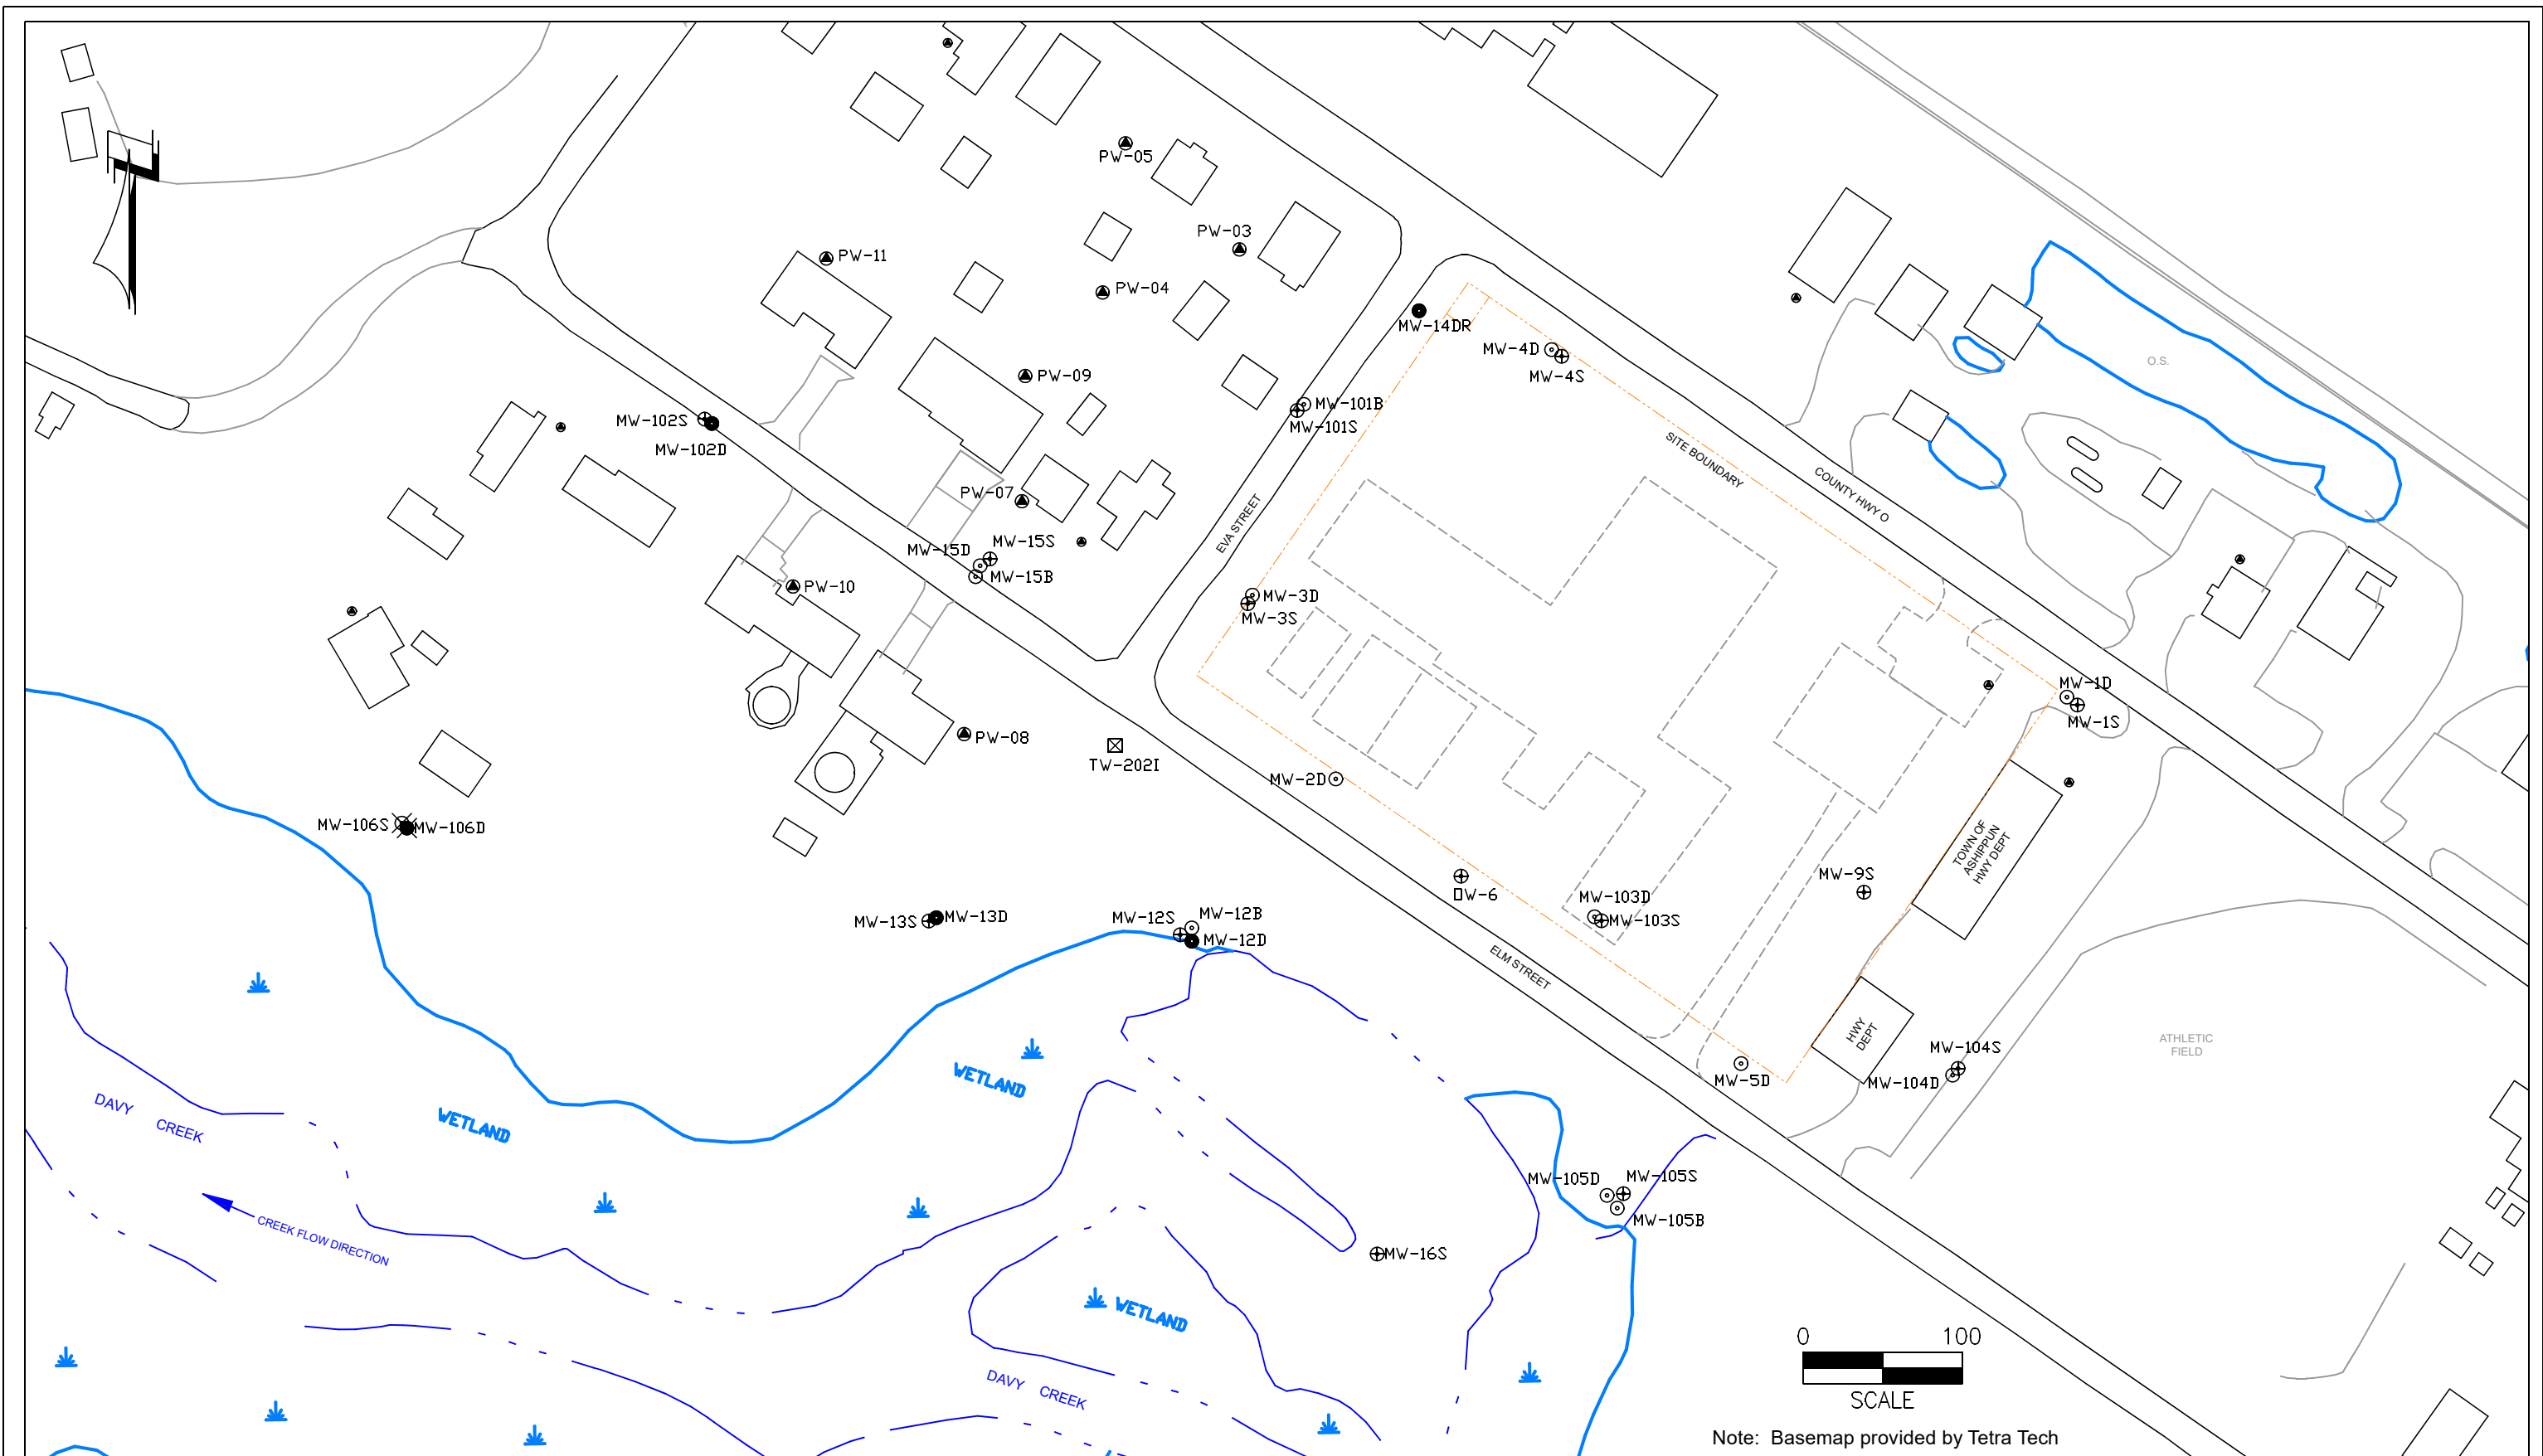 PW-05
PW-03
PW-11
PW-04
MW-14DR
MW-4D
MW-4S
O.S.
PW-09
MW-101B
MW-101S
MW-102S
MW-102D
SITE BOUNDARY
COUNTY HWY O
PW-07
EVA STREET
MW-15D
MW-15S
MW-15B
PW-10
MW-3D
MW-3S
MW-1D
MW-1S
PW-08
TW-202I
MW-2D
MW-106S
MW-106D
TOWN OF
ASHIPPUN
HWY DEPT
MW-9S
OW-6
MW-103D
MW-103S
MW-13S
MW-13D
MW-12S
MW-12B
MW-12D
ELM STREET
HWY
DEPT
ATHLETIC
FIELD
MW-104S
MW-104D
MW-5D
WETLAND
DAVY CREEK
WETLAND
MW-105D
MW-105S
MW-105B
CREEK FLOW DIRECTION
MW-16S
WETLAND
DAVY CREEK
0 100
SCALE
Note: Basemap provided by Tetra Tech